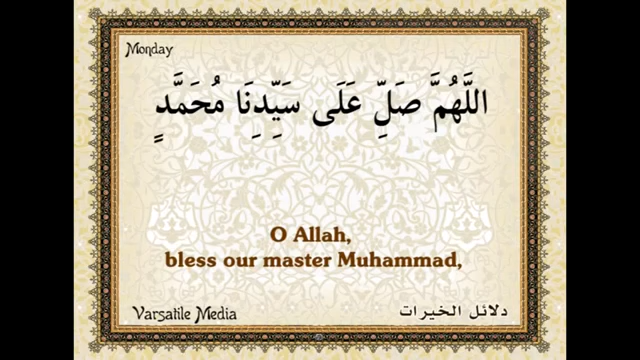 Monday
اللَّهُمَّ صَلِّ عَلَى سَيِّدِنَا مُحَمَّدٍ
O Allah,
bless our master Muhammad,
Varsatile Media
دلائل الخيرات